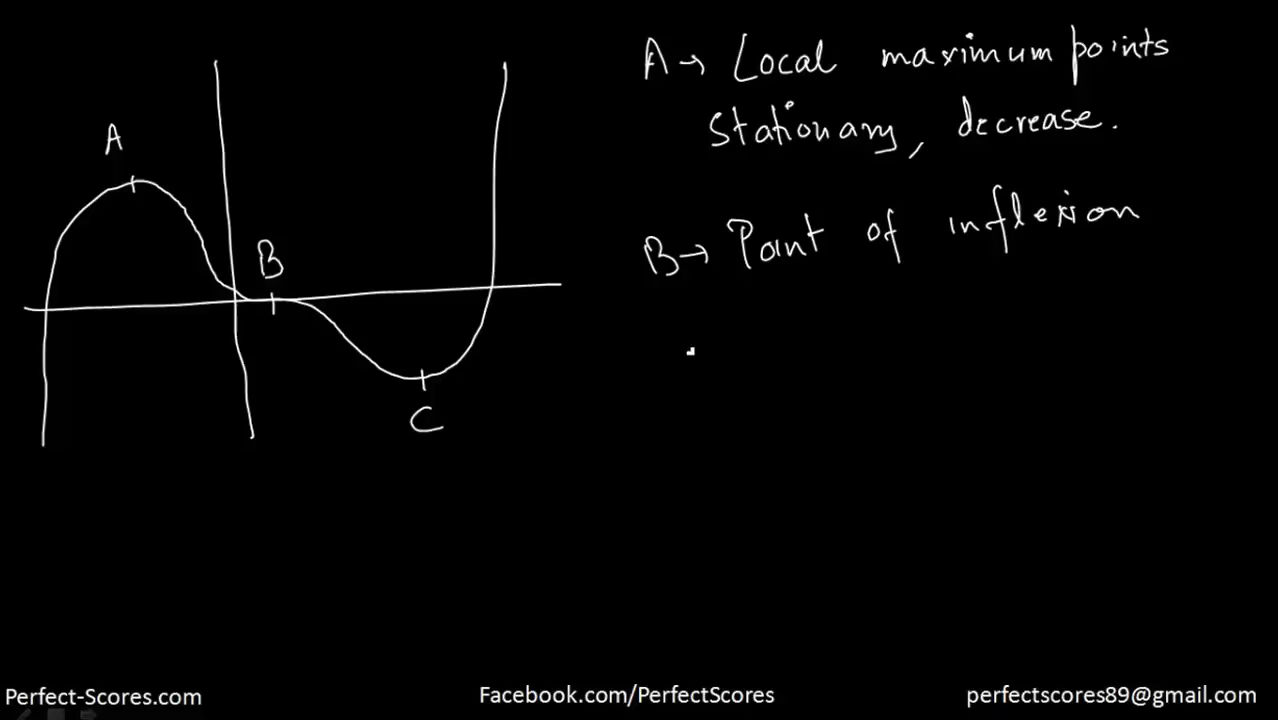 A → Local maximum points
Stationary, decrease.
A
B → Point of inflexion
B
C
Perfect-Scores.com
Facebook.com/PerfectScores
perfectscores89@gmail.com